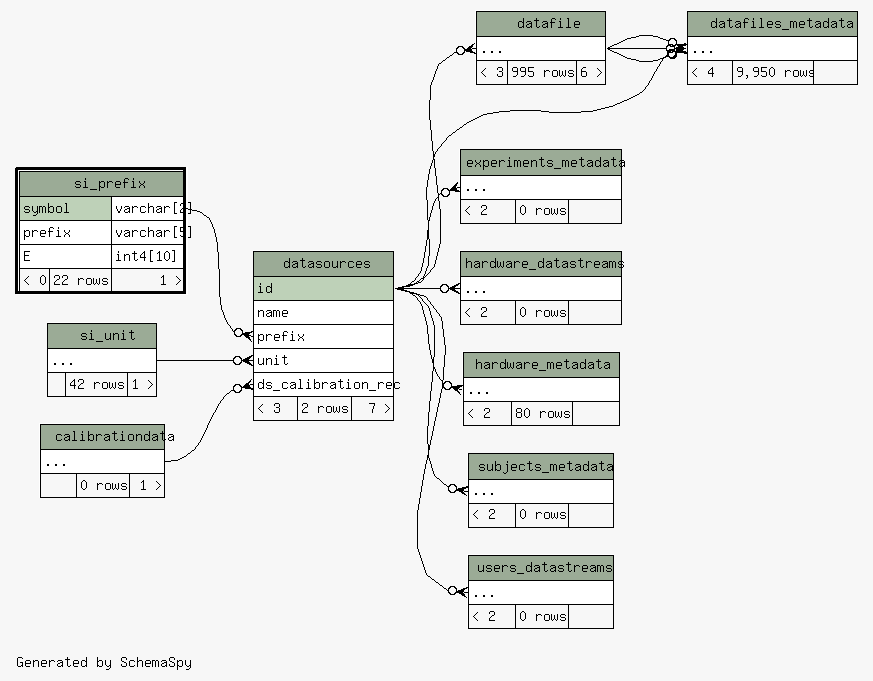 datafile
...
< 3 995 rows 6 >
datafiles_metadata
...
< 4 9,950 rows
experiments_metadata
...
< 2 0 rows
si_prefix
symbol varchar[2]
prefix varchar[5]
E int4[10]
< 0 22 rows 1 >
datasources
id
name
prefix
unit
ds_calibration_rec
< 3 2 rows 7 >
hardware_datastreams
...
< 2 0 rows
si_unit
...
42 rows 1 >
hardware_metadata
...
< 2 80 rows
calibrationdata
...
0 rows 1 >
subjects_metadata
...
< 2 0 rows
users_datastreams
...
< 2 0 rows
Generated by SchemaSpy